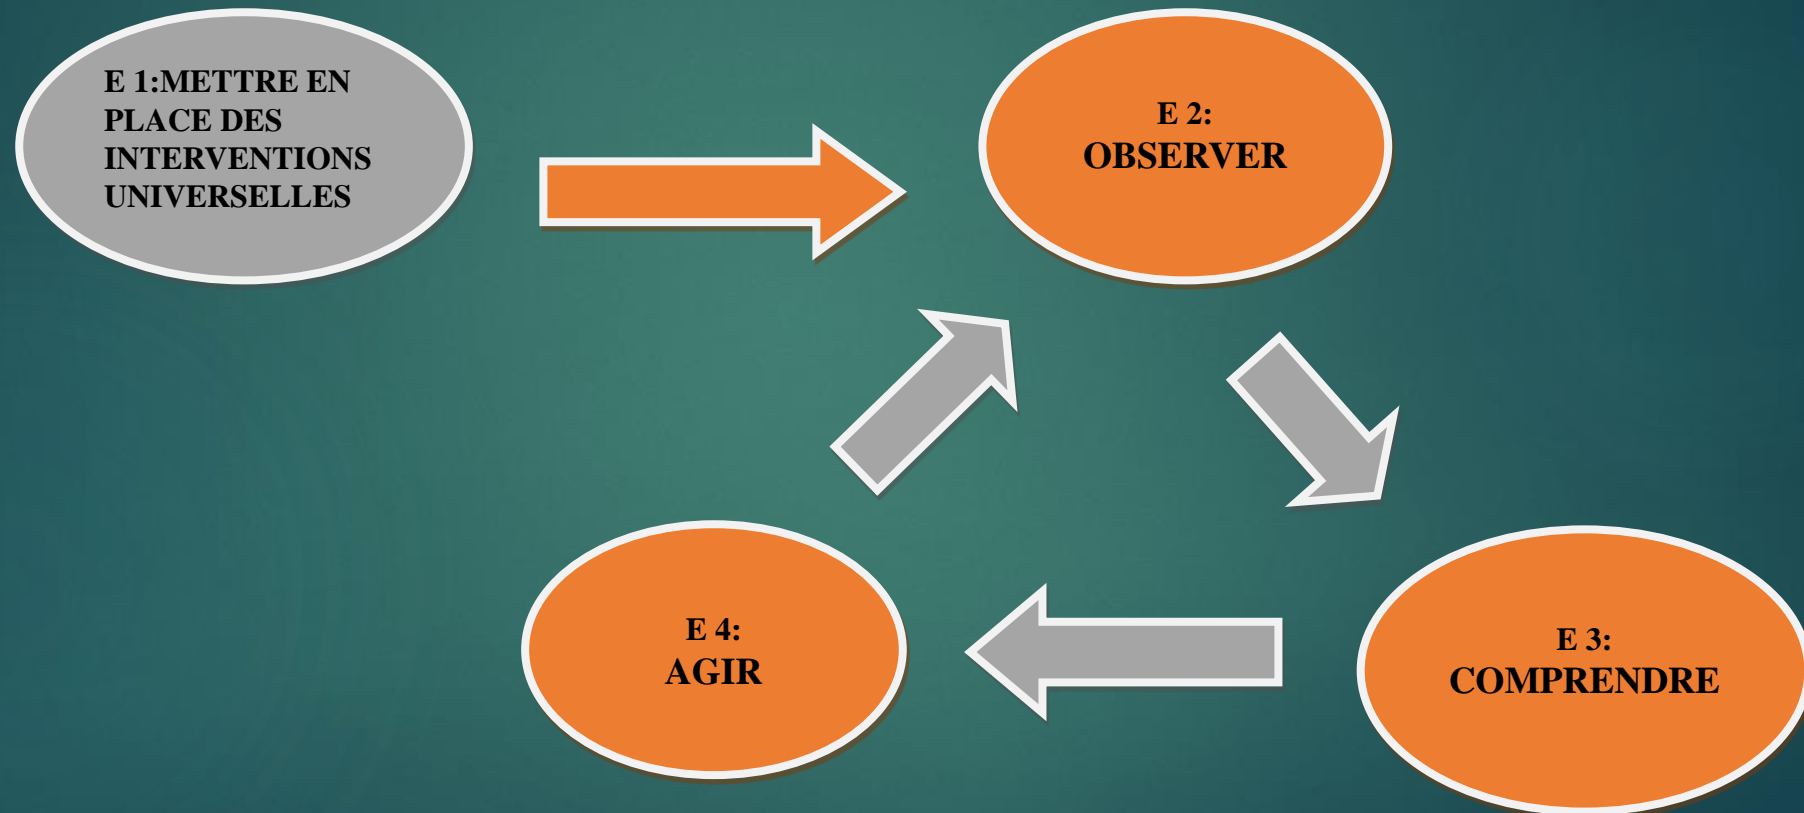 E 1:METTRE EN
PLACE DES
INTERVENTIONS
UNIVERSELLES
E 2:
OBSERVER
E 3:
COMPRENDRE
E 4:
AGIR